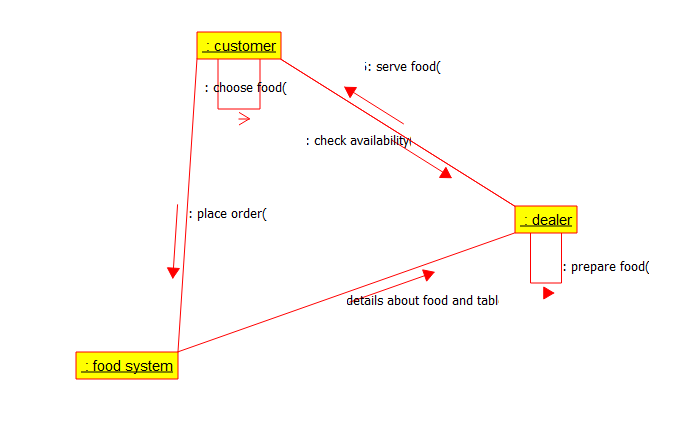 : customer
: serve food(
: choose food(
: check availability(
: place order(
: dealer
: prepare food(
details about food and tabl
: food system